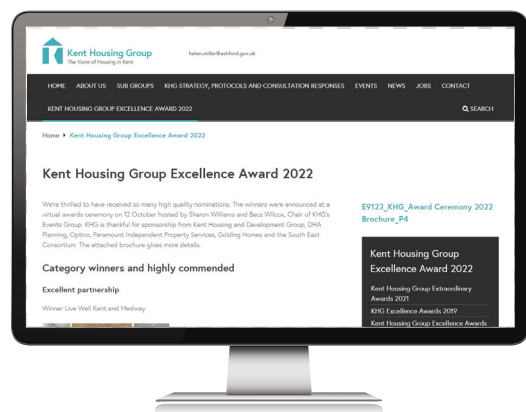 Kent Housing Group
The Voice of Housing in Kent
helen.miller@ashford.gov.uk
HOME ABOUT US SUB GROUPS KHG STRATEGY, PROTOCOLS AND CONSULTATION RESPONSES EVENTS NEWS JOBS CONTACT
KENT HOUSING GROUP EXCELLENCE AWARD 2022 SEARCH
Home Kent Housing Group Excellence Award 2022
Kent Housing Group Excellence Award 2022
We're thrilled to have received so many high quality nominations. The winners were announced at a
virtual awards ceremony on 12 October hosted by Sharon Williams and Becs Wilcox, Chair of KHG's
Events Group. KHG is thankful for sponsorship from Kent Housing and Development Group, DHA
Planning, Optivo, Paramount Independent Property Services, Golding Homes and the South East
Consortium. The attached brochure gives more details.
Category winners and highly commended
Excellent partnership
Winner Live Well Kent and Medway
E9123_KHG_Award Ceremony 2022
Brochure_P4
Kent Housing Group
Excellence Award 2022
Kent Housing Group Extraordinary
Awards 2021
KHG Excellence Awards 2019
Kent Housing Group Excellence Awards